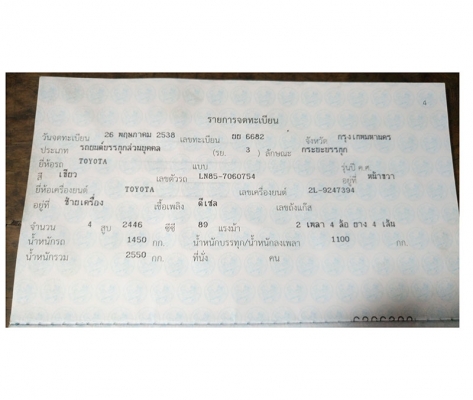 4
รายการจดทะเบียน
วันจดทะเบียน 26 พฤษภาคม 2538 เลขทะเบียน 6682 จังหวัด กรุงเทพมหานคร
ประเภท รถยนต์บรรทุกส่วนบุคคล (รย. 3 ) ลักษณะ กระบะบรรทุก
ยี่ห้อรถ TOYOTA แบบ รุ่นปี ค.ศ.
สี เขียว เลขตัวรถ LN85-7060754 อยู่ที่ หน้าขวา
ยี่ห้อเครื่องยนต์ TOYOTA เลขเครื่องยนต์ 2L-9247394
อยู่ที่ ซ้ายเครื่อง เชื้อเพลิง ดีเซล เลขถังแก๊ส
จำนวน 4 สูบ 2446 ซีซี 89 แรงม้า 2 เพลา 4 ล้อ ยาง 4 เส้น
น้ำหนักรถ 1450 กก. น้ำหนักบรรทุก/น้ำหนักลงเพลา 1100 กก.
น้ำหนักรวม 2550 กก. ที่นั่ง คน